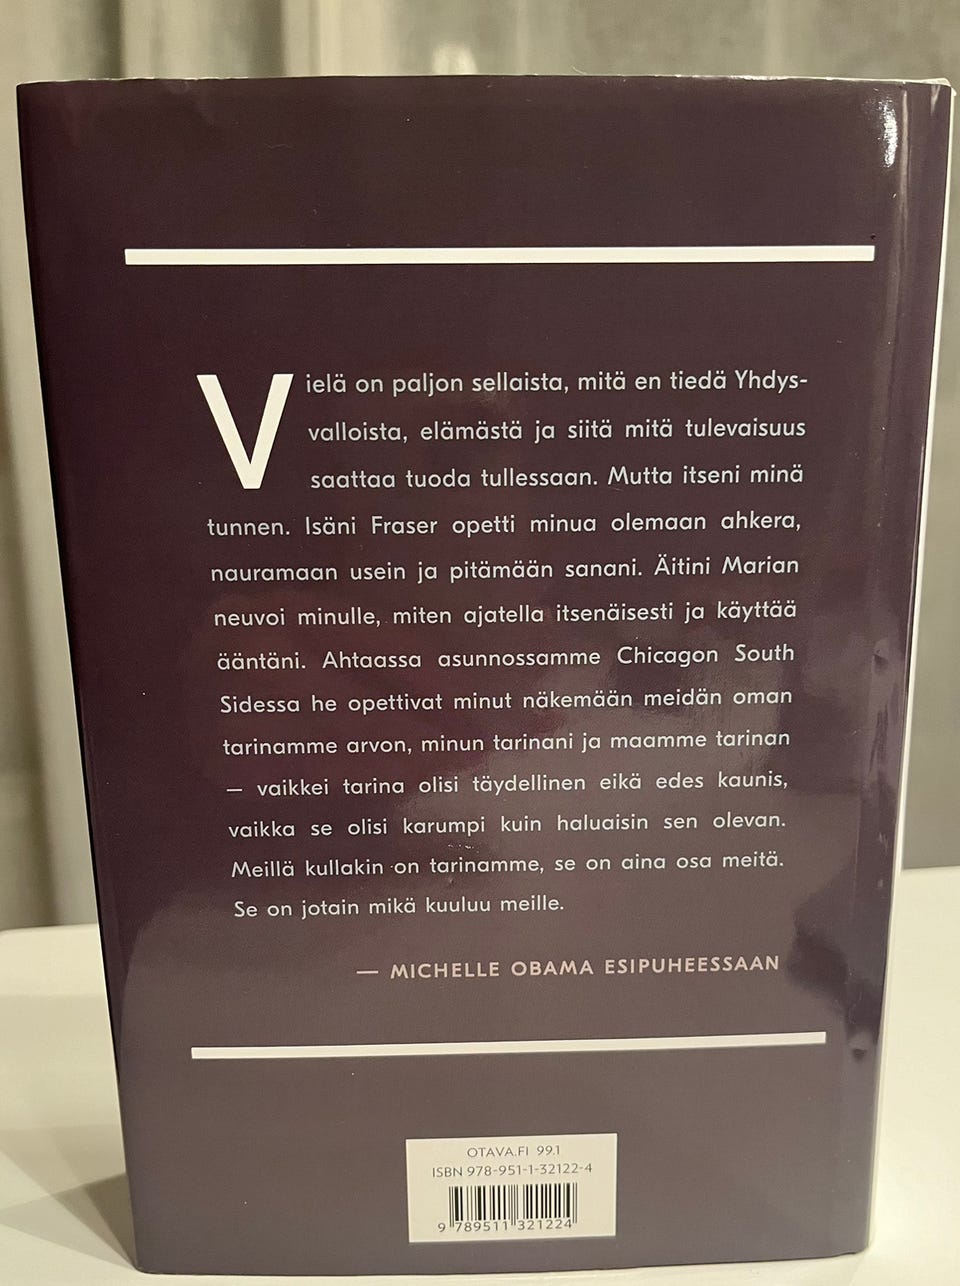 Vielä on paljon sellaista, mitä en tiedä Yhdys-
valloista, elämästä ja siitä mitä tulevaisuus
saattaa tuoda tullessaan. Mutta itseni minä
tunnen. Isäni Fraser opetti minua olemaan ahkera,
nauramaan usein ja pitämään sanani. Äitini Marian
neuvoi minulle, miten ajatella itsenäisesti ja käyttää
ääntäni. Ahtaassa asunnossamme Chicagon South
Sidessa he opettivat minut näkemään meidän oman
tarinamme arvon, minun tarinani ja maamme tarinan
– vaikkei tarina olisi täydellinen eikä edes kaunis,
vaikka se olisi karumpi kuin haluaisin sen olevan.
Meillä kullakin on tarinamme, se on aina osa meitä.
Se on jotain mikä kuuluu meille.
— MICHELLE OBAMA ESIPUHEESSAAN
OTAVA.FI 99.1
ISBN 978-951-1-32122-4
9 789511 321224